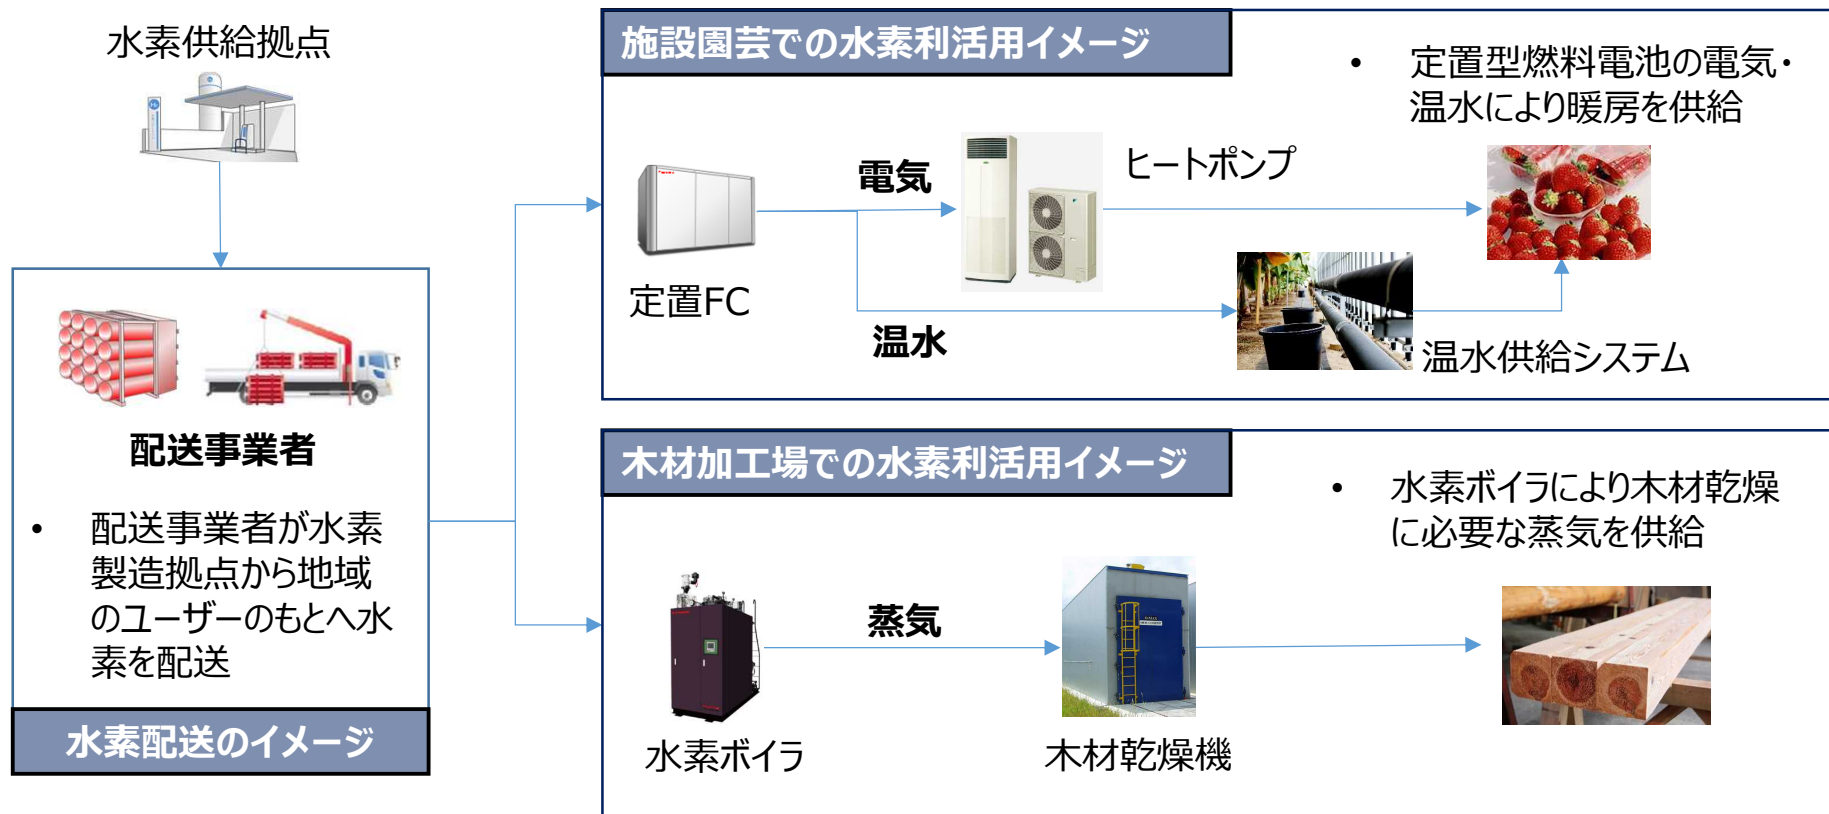 水素供給拠点
配送事業者
• 配送事業者が水素
製造拠点から地域
のユーザーのもとへ水
素を配送
水素配送のイメージ
施設園芸での水素利活用イメージ
• 定置型燃料電池の電気・
温水により暖房を供給
電気
ヒートポンプ
定置FC
温水
温水供給システム
木材加工場での水素利活用イメージ
• 水素ボイラにより木材乾燥
に必要な蒸気を供給
蒸気
水素ボイラ
木材乾燥機